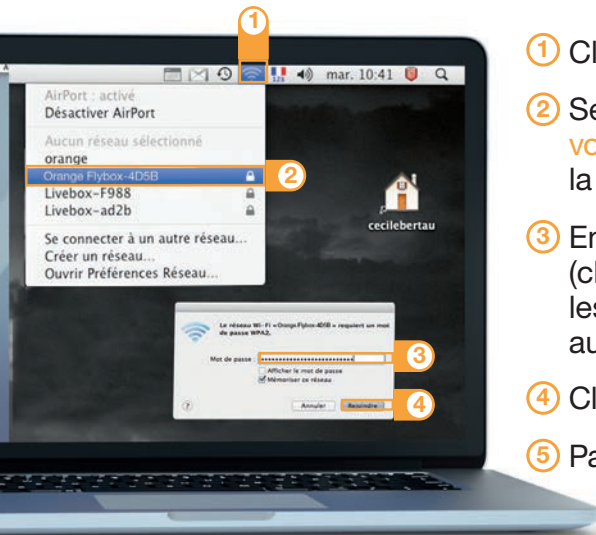 1
mar. 10:41
AirPort : activé
Désactiver AirPort
Aucun réseau sélectionné
orange
Orange Flybox-4D5B
2
Livebox-F988
Livebox-ad2b
Se connecter à un autre réseau...
Créer un réseau...
Ouvrir Préférences Réseau...
cecilebertau
Le réseau Wi-Fi «Orange Flybox-4D5B » requiert un mot
de passe WPA2.
Mot de passe :
3
Afficher le mot de passe
Mémoriser ce réseau
?
Annuler
Rejoindre
4
1 Cl
2 Se
vo
la
3 En
(cl
les
au
4 Cl
5 Pa